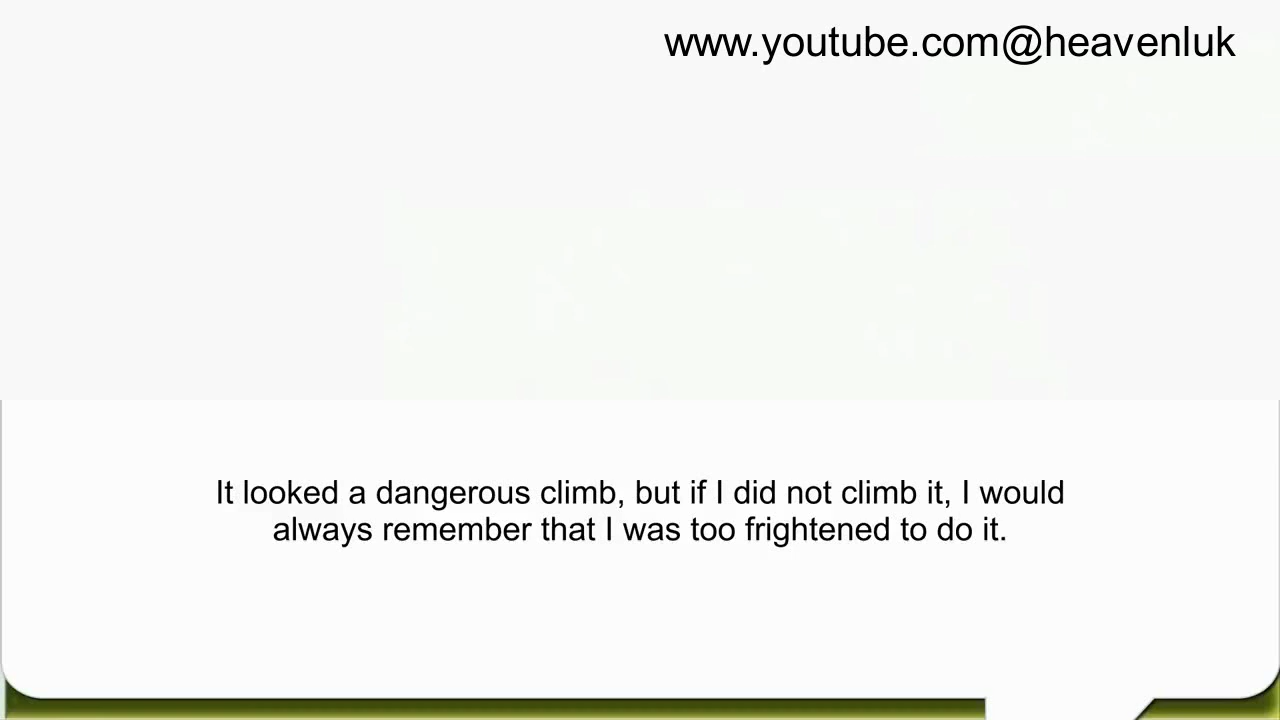 www.youtube.com@heavenluk
It looked a dangerous climb, but if I did not climb it, I would
always remember that I was too frightened to do it.